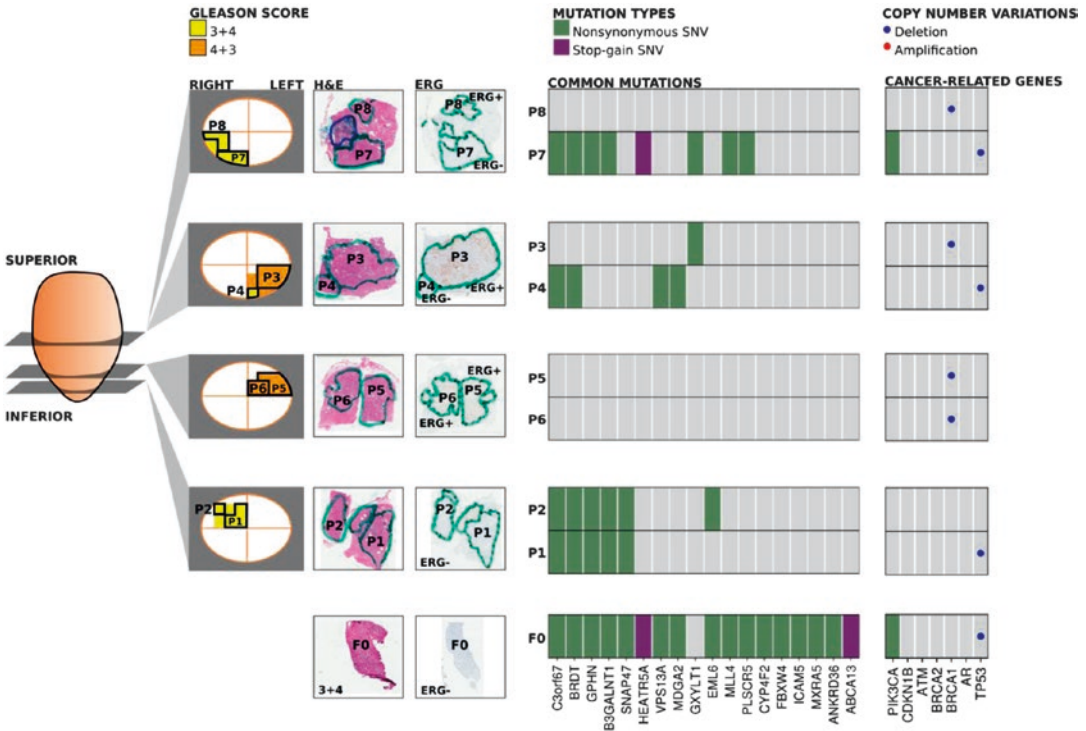 GLEASON SCORE
3+4
4+3
MUTATION TYPES
Nonsynonymous SNV
Stop-gain SNV
COPY NUMBER VARIATIONS
Deletion
Amplification
RIGHT LEFT H&E ERG
COMMON MUTATIONS
CANCER-RELATED GENES
P8
P7
P8
P7
P8 ERG+
P7
ERG-
P8
P7
SUPERIOR
INFERIOR
P3
P4
P3
P4
P3
P4
ERG- ERG+
P3
P4
P6 P5
P6 P5
ERG+
P6 P5
ERG+
P5
P6
P2
P1
P2
P1
P2
P1
ERG-
P2
P1
F0
3+4
ERG-
F0
C3orf67
BRDT
GPHN
B3GALNT1
SNAP47
HEATR5A
VPS13A
MDGA2
GXYLT1
EML6
MLL4
PLSCR5
CYP4F2
FBXW4
ICAM5
MXRA5
ANKRD36
ABCA13
PIK3CA
CDKN1B
ATM
BRCA2
BRCA1
AR
TP53